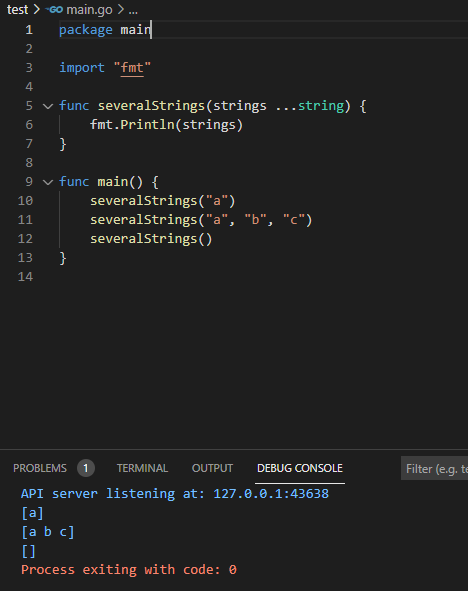 test > GO main.go > ...
1 package main
2
3 import "fmt"
4
5 func severalStrings(strings ...string) {
6 fmt.Println(strings)
7 }
8
9 func main() {
10 severalStrings("a")
11 severalStrings("a", "b", "c")
12 severalStrings()
13 }
14
PROBLEMS 1 TERMINAL OUTPUT DEBUG CONSOLE Filter (e.g. te
API server listening at: 127.0.0.1:43638
[a]
[a b c]
[]
Process exiting with code: 0